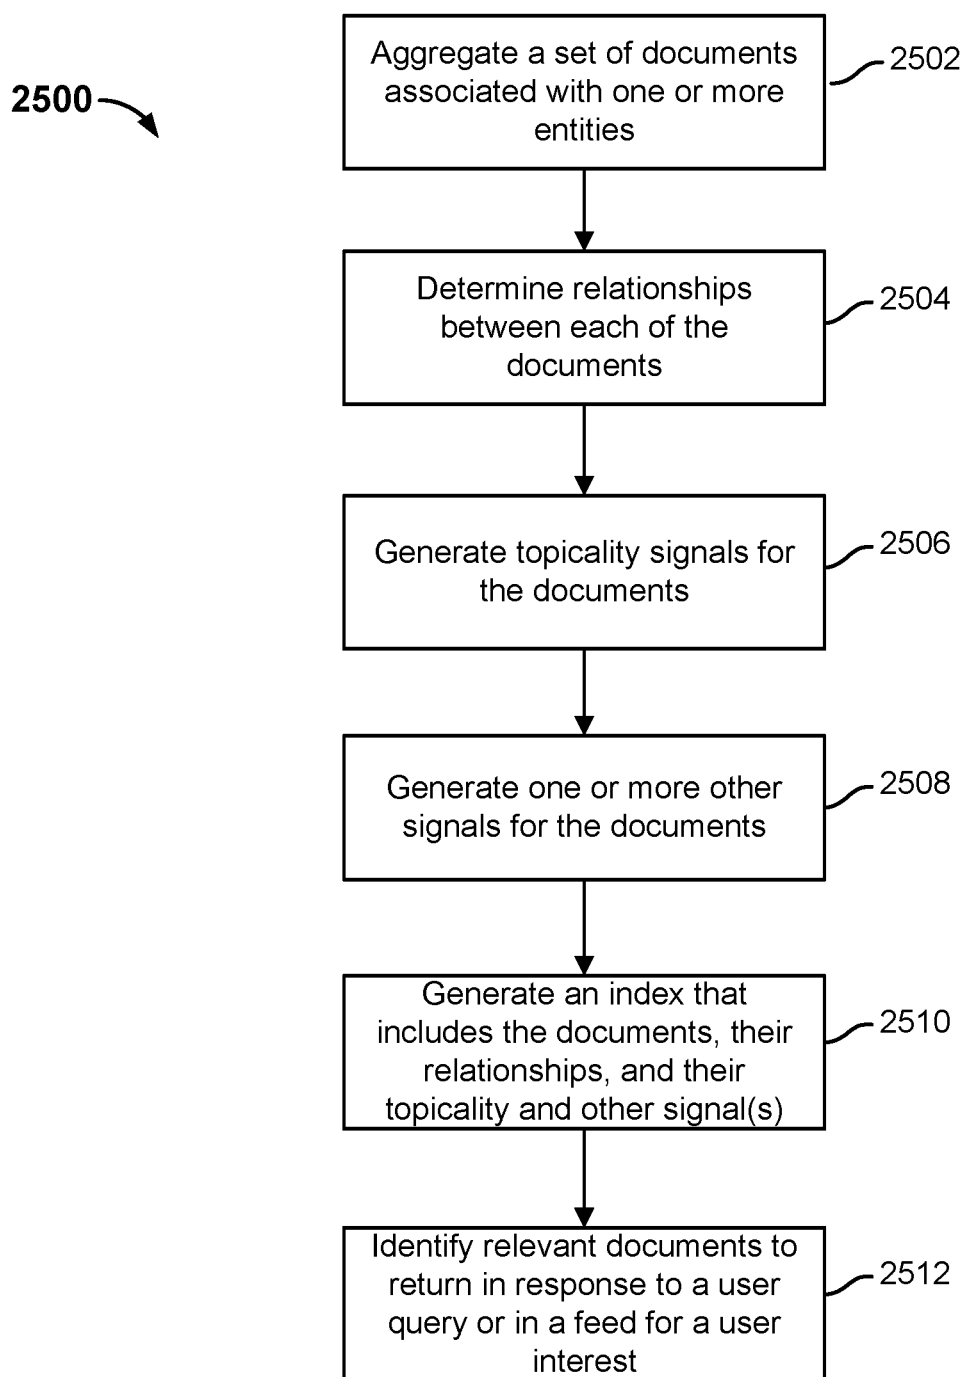 2500
Aggregate a set of documents
associated with one or more
entities
2502
Determine relationships
between each of the
documents
2504
Generate topicality signals for
the documents
2506
Generate one or more other
signals for the documents
2508
Generate an index that
includes the documents, their
relationships, and their
topicality and other signal(s)
2510
Identify relevant documents to
return in response to a user
query or in a feed for a user
interest
2512